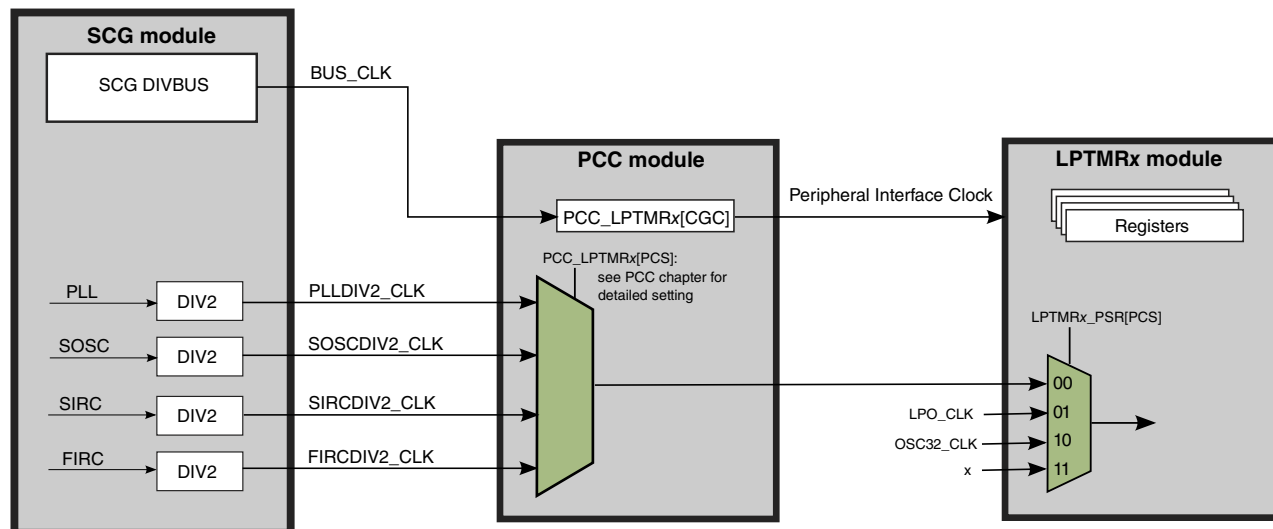 SCG module
SCG DIVBUS
BUS_CLK
PCC module
LPTMRx module
PCC_LPTMRx[CGC]
Peripheral Interface Clock
Registers
PCC_LPTMRx[PCS]:
see PCC chapter for
detailed setting
PLL
DIV2
PLLDIV2_CLK
SOSC
DIV2
SOSCDIV2_CLK
SIRC
DIV2
SIRCDIV2_CLK
FIRC
DIV2
FIRCDIV2_CLK
LPTMRx_PSR[PCS]
00
LPO_CLK
01
OSC32_CLK
10
x
11